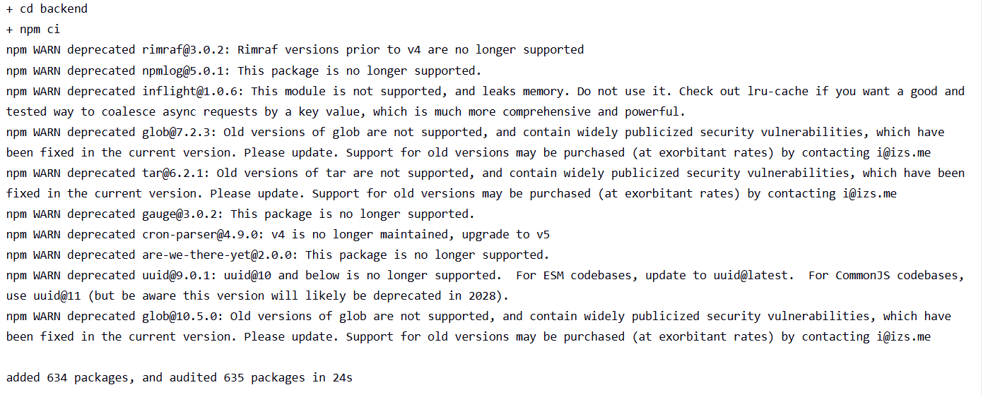 + cd backend
+ npm ci
npm WARN deprecated rimraf@3.0.2: Rimraf versions prior to v4 are no longer supported
npm WARN deprecated npmlog@5.0.1: This package is no longer supported.
npm WARN deprecated inflight@1.0.6: This module is not supported, and leaks memory. Do not use it. Check out lru-cache if you want a good and
tested way to coalesce async requests by a key value, which is much more comprehensive and powerful.
npm WARN deprecated glob@7.2.3: Old versions of glob are not supported, and contain widely publicized security vulnerabilities, which have
been fixed in the current version. Please update. Support for old versions may be purchased (at exorbitant rates) by contacting i@izs.me
npm WARN deprecated tar@6.2.1: Old versions of tar are not supported, and contain widely publicized security vulnerabilities, which have been
fixed in the current version. Please update. Support for old versions may be purchased (at exorbitant rates) by contacting i@izs.me
npm WARN deprecated gauge@3.0.2: This package is no longer supported.
npm WARN deprecated cron-parser@4.9.0: v4 is no longer maintained, upgrade to v5
npm WARN deprecated are-we-there-yet@2.0.0: This package is no longer supported.
npm WARN deprecated uuid@9.0.1: uuid@10 and below is no longer supported.  For ESM codebases, update to uuid@latest.  For CommonJS codebases,
use uuid@11 (but be aware this version will likely be deprecated in 2028).
npm WARN deprecated glob@10.5.0: Old versions of glob are not supported, and contain widely publicized security vulnerabilities, which have
been fixed in the current version. Please update. Support for old versions may be purchased (at exorbitant rates) by contacting i@izs.me
added 634 packages, and audited 635 packages in 24s